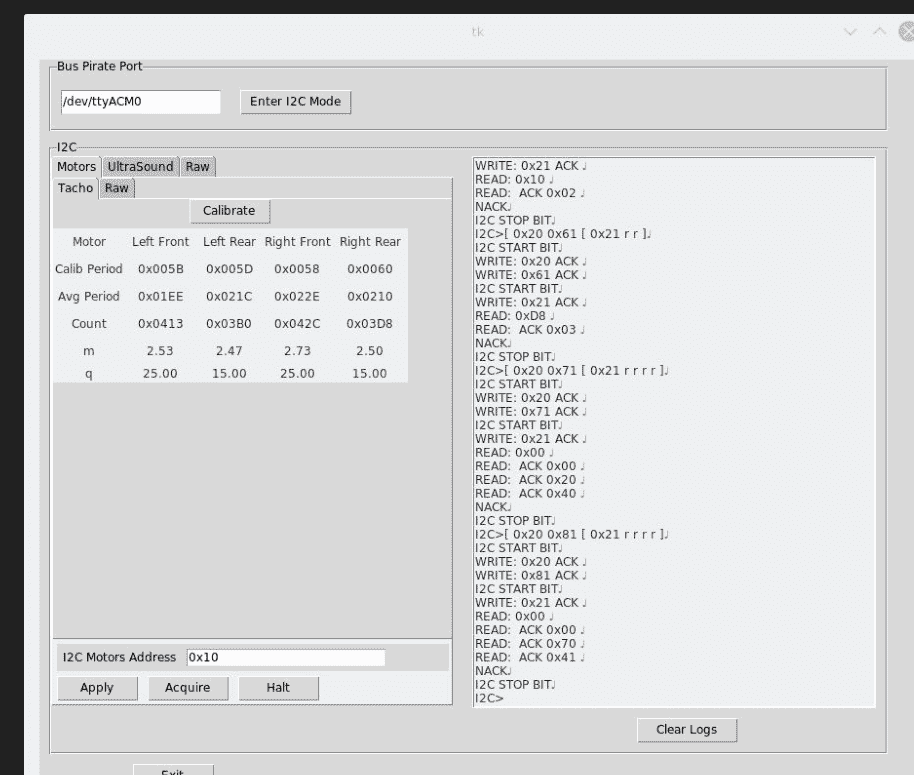 tk
Bus Pirate Port
/dev/ttyACM0 Enter I2C Mode
I2C
Motors UltraSound Raw
Tacho Raw
Calibrate
Motor Left Front Left Rear Right Front Right Rear
Calib Period 0x005B 0x005D 0x0058 0x0060
Avg Period 0x01EE 0x021C 0x022E 0x0210
Count 0x0413 0x03B0 0x042C 0x03D8
m 2.53 2.47 2.73 2.50
q 25.00 15.00 25.00 15.00
I2C Motors Address 0x10
Apply Acquire Halt
WRITE: 0x21 ACK
READ: 0x10
READ:  ACK 0x02
NACK
I2C STOP BIT
I2C>[ 0x20 0x61 [ 0x21 r r ]
I2C START BIT
WRITE: 0x20 ACK
WRITE: 0x61 ACK
I2C START BIT
WRITE: 0x21 ACK
READ: 0xD8
READ:  ACK 0x03
NACK
I2C STOP BIT
I2C>[ 0x20 0x71 [ 0x21 r r r r ]
I2C START BIT
WRITE: 0x20 ACK
WRITE: 0x71 ACK
I2C START BIT
WRITE: 0x21 ACK
READ: 0x00
READ:  ACK 0x00
READ:  ACK 0x20
READ:  ACK 0x40
NACK
I2C STOP BIT
I2C>[ 0x20 0x81 [ 0x21 r r r r ]
I2C START BIT
WRITE: 0x20 ACK
WRITE: 0x81 ACK
I2C START BIT
WRITE: 0x21 ACK
READ: 0x00
READ:  ACK 0x00
READ:  ACK 0x70
READ:  ACK 0x41
NACK
I2C STOP BIT
I2C>
Clear Logs
Exit